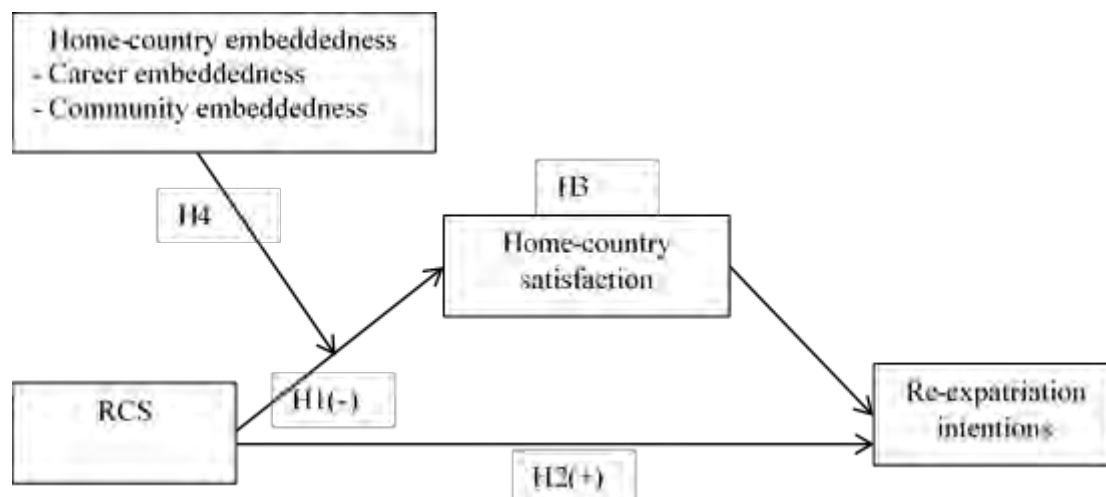 Home-country embeddedness
- Career embeddedness
- Community embeddedness
H4
H3
Home-country
satisfaction
RCS
H1(-)
Re-expatriation
intentions
H2(+)